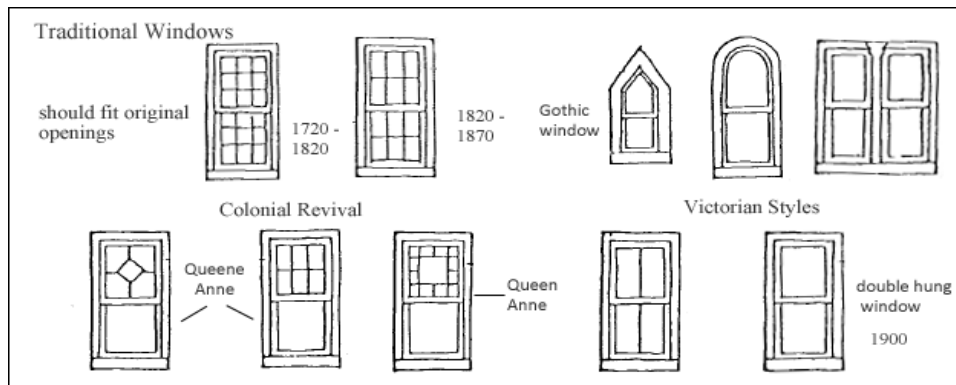 Traditional Windows
should fit original
openings
1720 -
1820
1820 -
1870
Gothic
window
Colonial Revival
Victorian Styles
Queene
Anne
Queen
Anne
double hung
window
1900